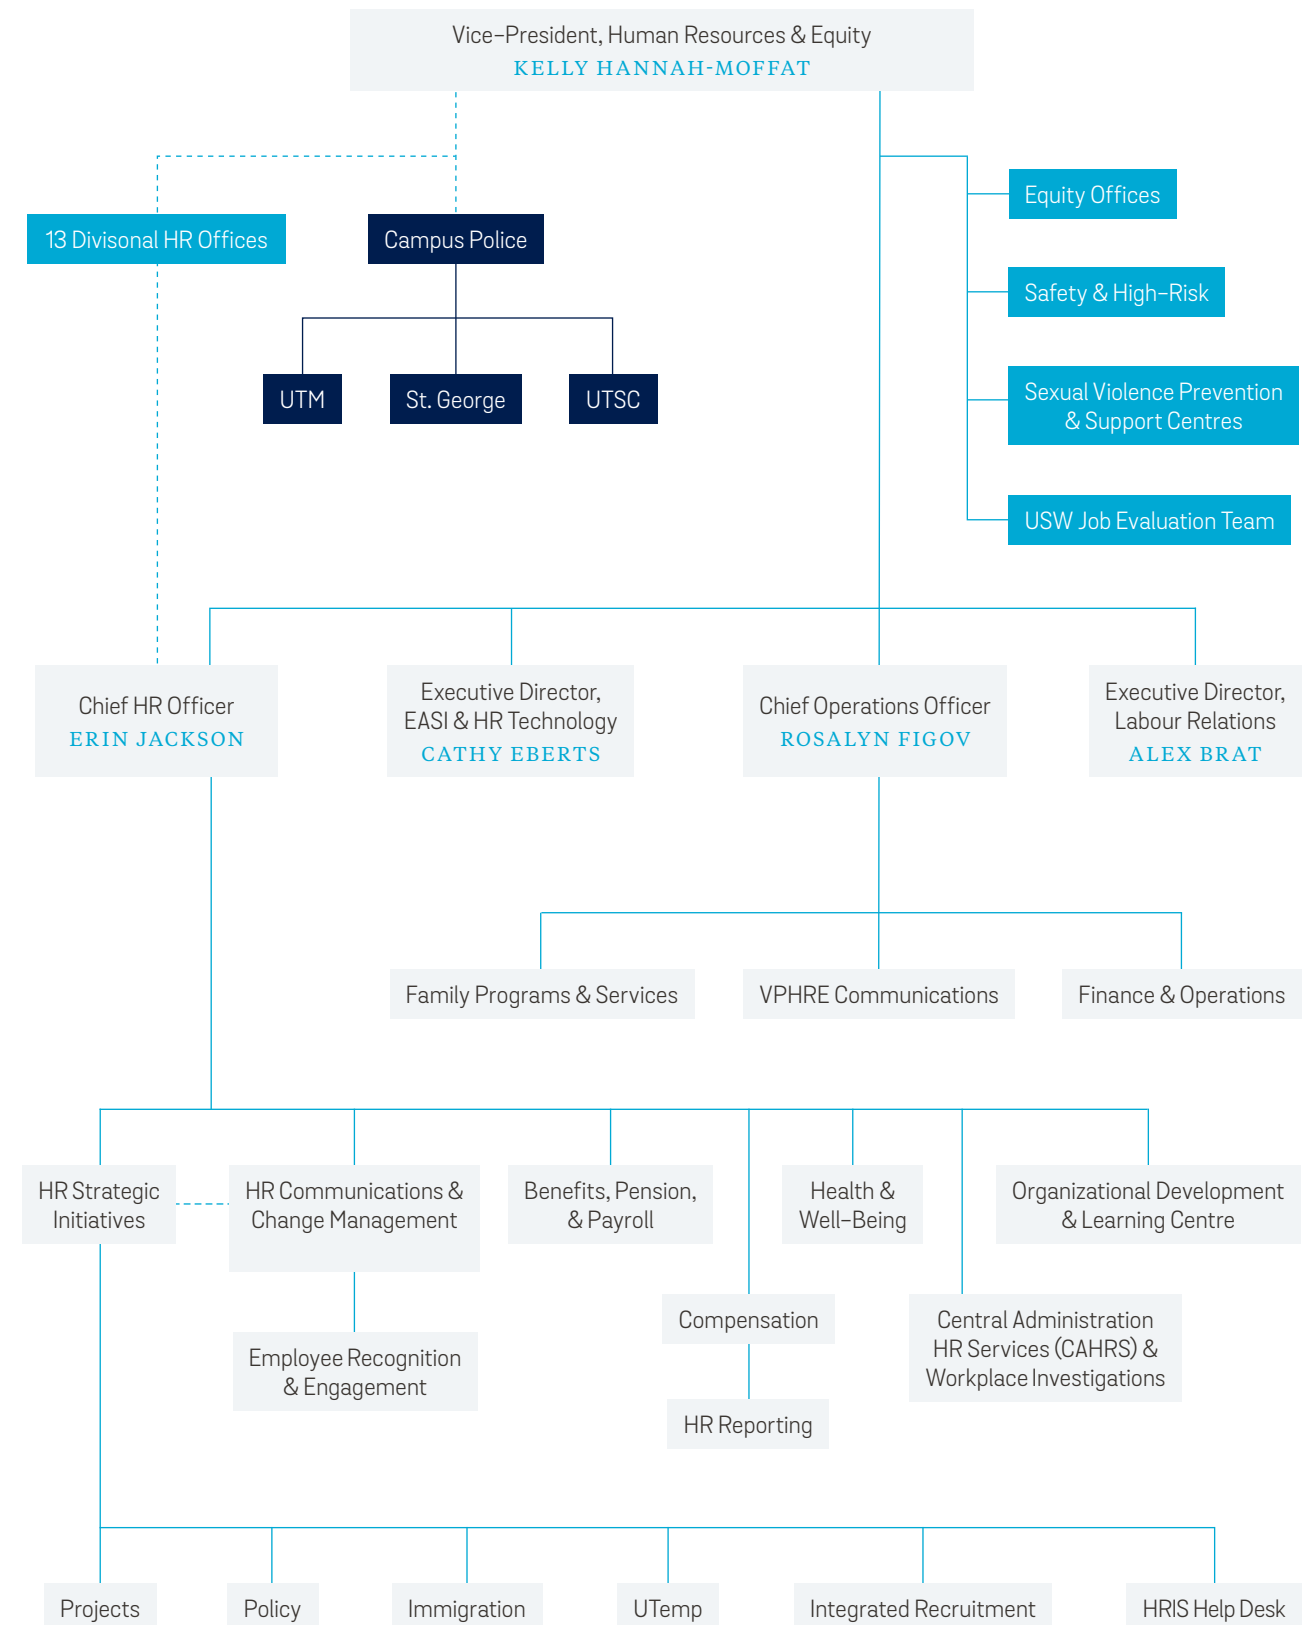 Vice-President, Human Resources & Equity
KELLY HANNAH-MOFFAT
Equity Offices
13 Divisonal HR Offices
Campus Police
Safety & High-Risk
UTM
St. George
UTSC
Sexual Violence Prevention
& Support Centres
USW Job Evaluation Team
Chief HR Officer
ERIN JACKSON
Executive Director,
EASI & HR Technology
CATHY EBERTS
Chief Operations Officer
ROSALYN FIGOV
Executive Director,
Labour Relations
ALEX BRAT
Family Programs & Services
VPHRE Communications
Finance & Operations
HR Strategic
Initiatives
HR Communications &
Change Management
Benefits, Pension,
& Payroll
Health &
Well-Being
Organizational Development
& Learning Centre
Employee Recognition
& Engagement
Compensation
HR Reporting
Central Administration
HR Services (CAHRS) &
Workplace Investigations
Projects
Policy
Immigration
UTemp
Integrated Recruitment
HRIS Help Desk